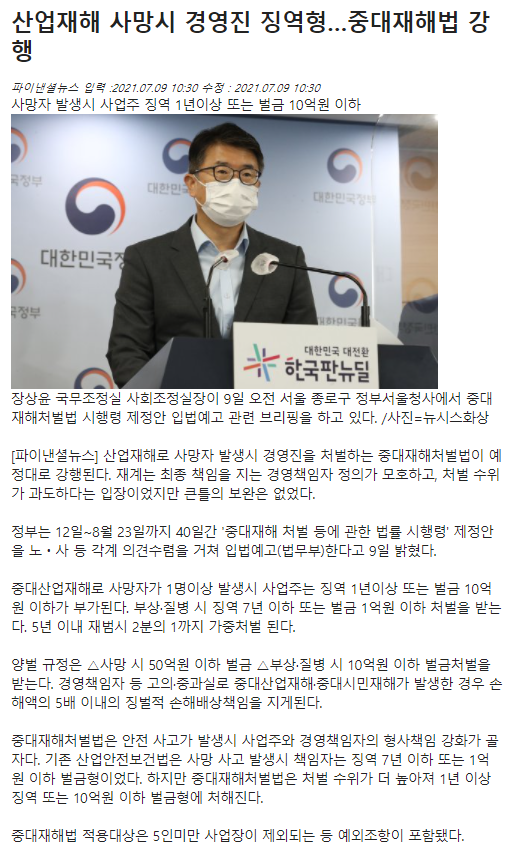 산업재해 사망시 경영진 징역형...중대재해법 강
행
파이낸셜뉴스 입력 :2021.07.09 10:30 수정 : 2021.07.09 10:30
사망자 발생시 사업주 징역 1년이상 또는 벌금 10억원 이하
대한민국정부
대한민국정부
대한민국정부
대한민국 대전환
한국판뉴딜
장상윤 국무조정실 사회조정실장이 9일 오전 서울 종로구 정부서울청사에서 중대
재해처벌법 시행령 제정안 입법예고 관련 브리핑을 하고 있다. /사진=뉴시스화상
[파이낸셜뉴스] 산업재해로 사망자 발생시 경영진을 처벌하는 중대재해처벌법이 예
정대로 강행된다. 재계는 최종 책임을 지는 경영책임자 정의가 모호하고, 처벌 수위
가 과도하다는 입장이었지만 큰틀의 보완은 없었다.
정부는 12일~8월 23일까지 40일간 '중대재해 처벌 등에 관한 법률 시행령' 제정안
을 노·사 등 각계 의견수렴을 거쳐 입법예고(법무부)한다고 9일 밝혔다.
중대산업재해로 사망자가 1명이상 발생시 사업주는 징역 1년이상 또는 벌금 10억
원 이하가 부가된다. 부상·질병 시 징역 7년 이하 또는 벌금 1억원 이하 처벌을 받는
다. 5년 이내 재범시 2분의 1까지 가중처벌 된다.
양벌 규정은 △사망 시 50억원 이하 벌금 △부상·질병 시 10억원 이하 벌금처벌을
받는다. 경영책임자 등 고의·중과실로 중대산업재해·중대시민재해가 발생한 경우 손
해액의 5배 이내의 징벌적 손해배상책임을 지게된다.
중대재해처벌법은 안전 사고가 발생시 사업주와 경영책임자의 형사책임 강화가 골
자다. 기존 산업안전보건법은 사망 사고 발생시 책임자는 징역 7년 이하 또는 1억
원 이하 벌금형이었다. 하지만 중대재해처벌법은 처벌 수위가 더 높아져 1년 이상
징역 또는 10억원 이하 벌금형에 처해진다.
중대재해법 적용대상은 5인미만 사업장이 제외되는 등 예외조항이 포함됐다.